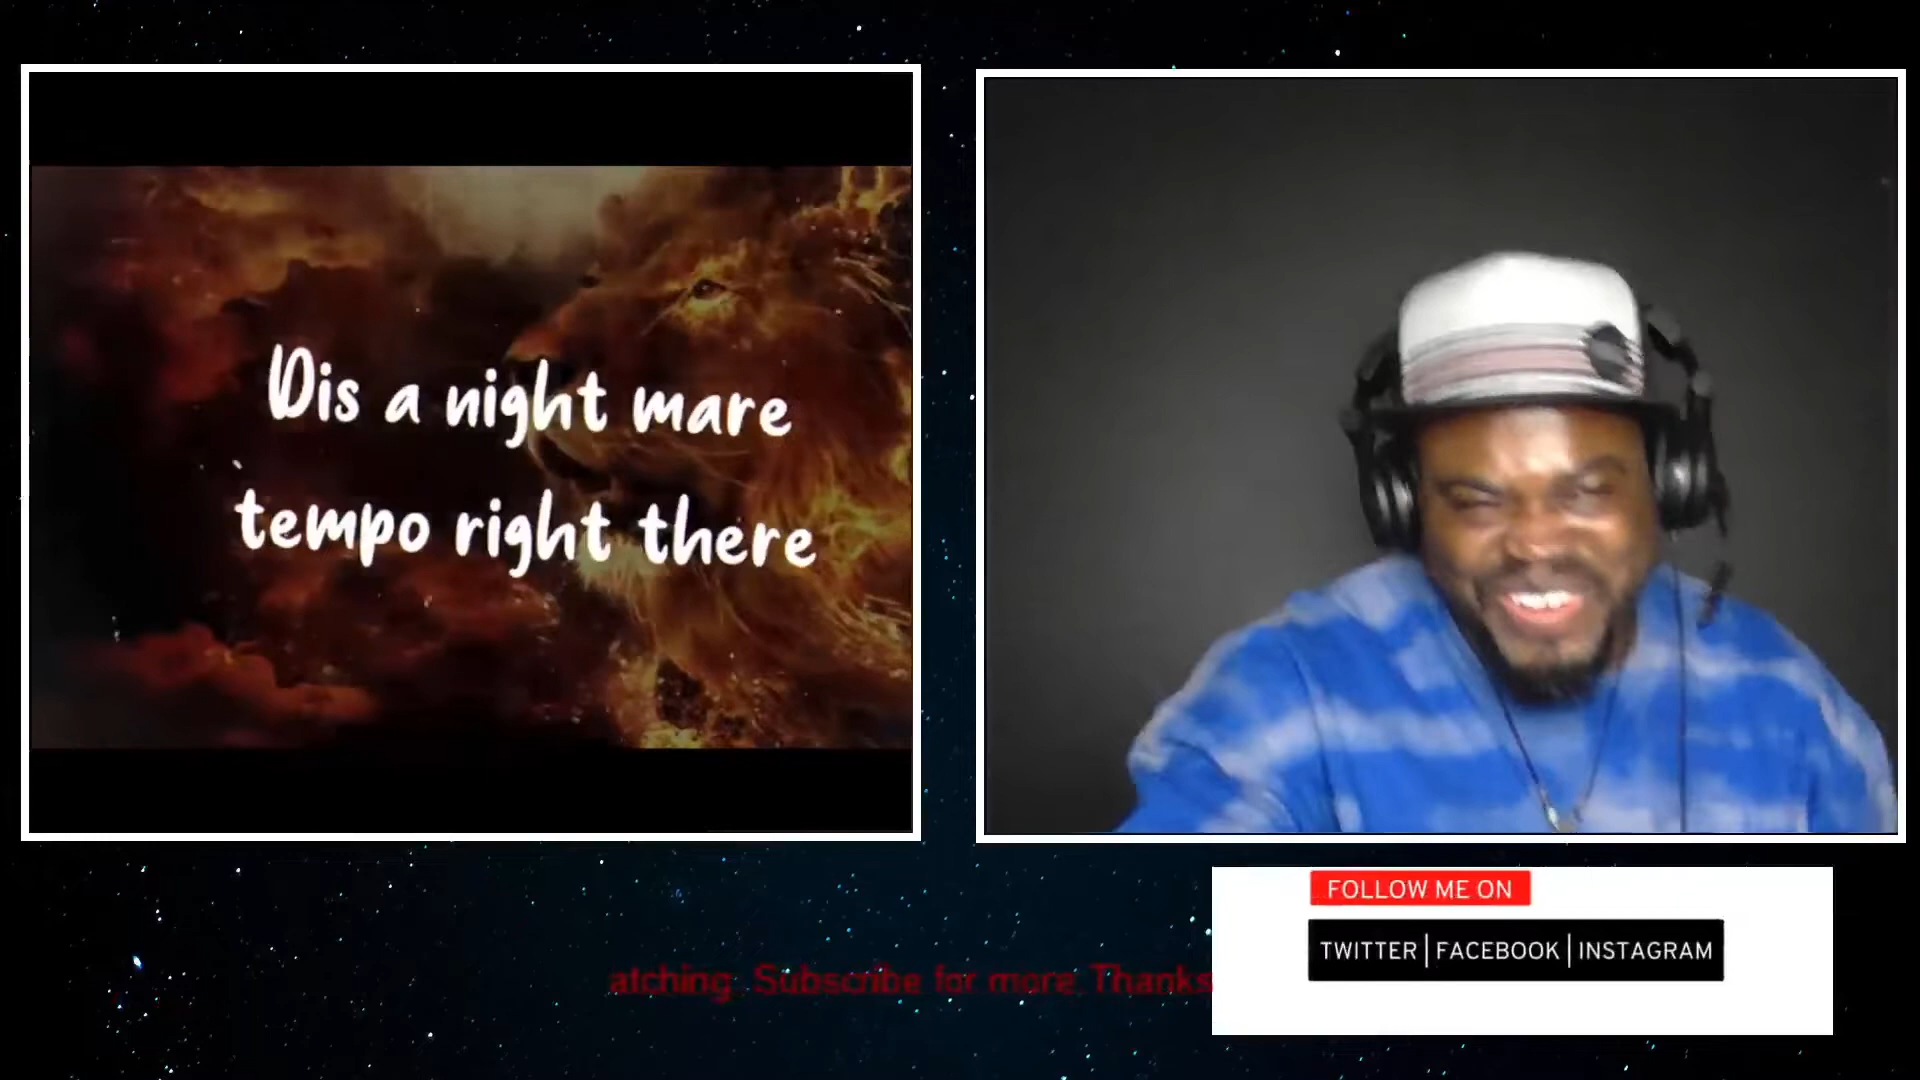 Dis a night mare
tempo right there
FOLLOW ME ON
TWITTER | FACEBOOK | INSTAGRAM
atching. Subscribe for more. Thanks